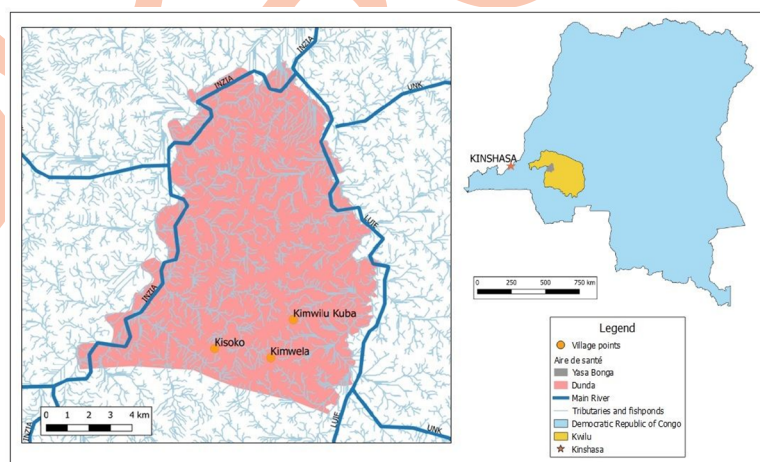 INZIA
INZIA
UNK
LUIE
INZIA
Kimwilu Kuba
Kisoko
Kimwela
0 1 2 3 4 km
INZIA
LUIE
UNK
KINSHASA
0 250 500 750 km
Legend
Village points
Aire de santé
Yasa Bonga
Dunda
Main River
Tributaries and fishponds
Democratic Republic of Congo
Kvilu
Kinshasa